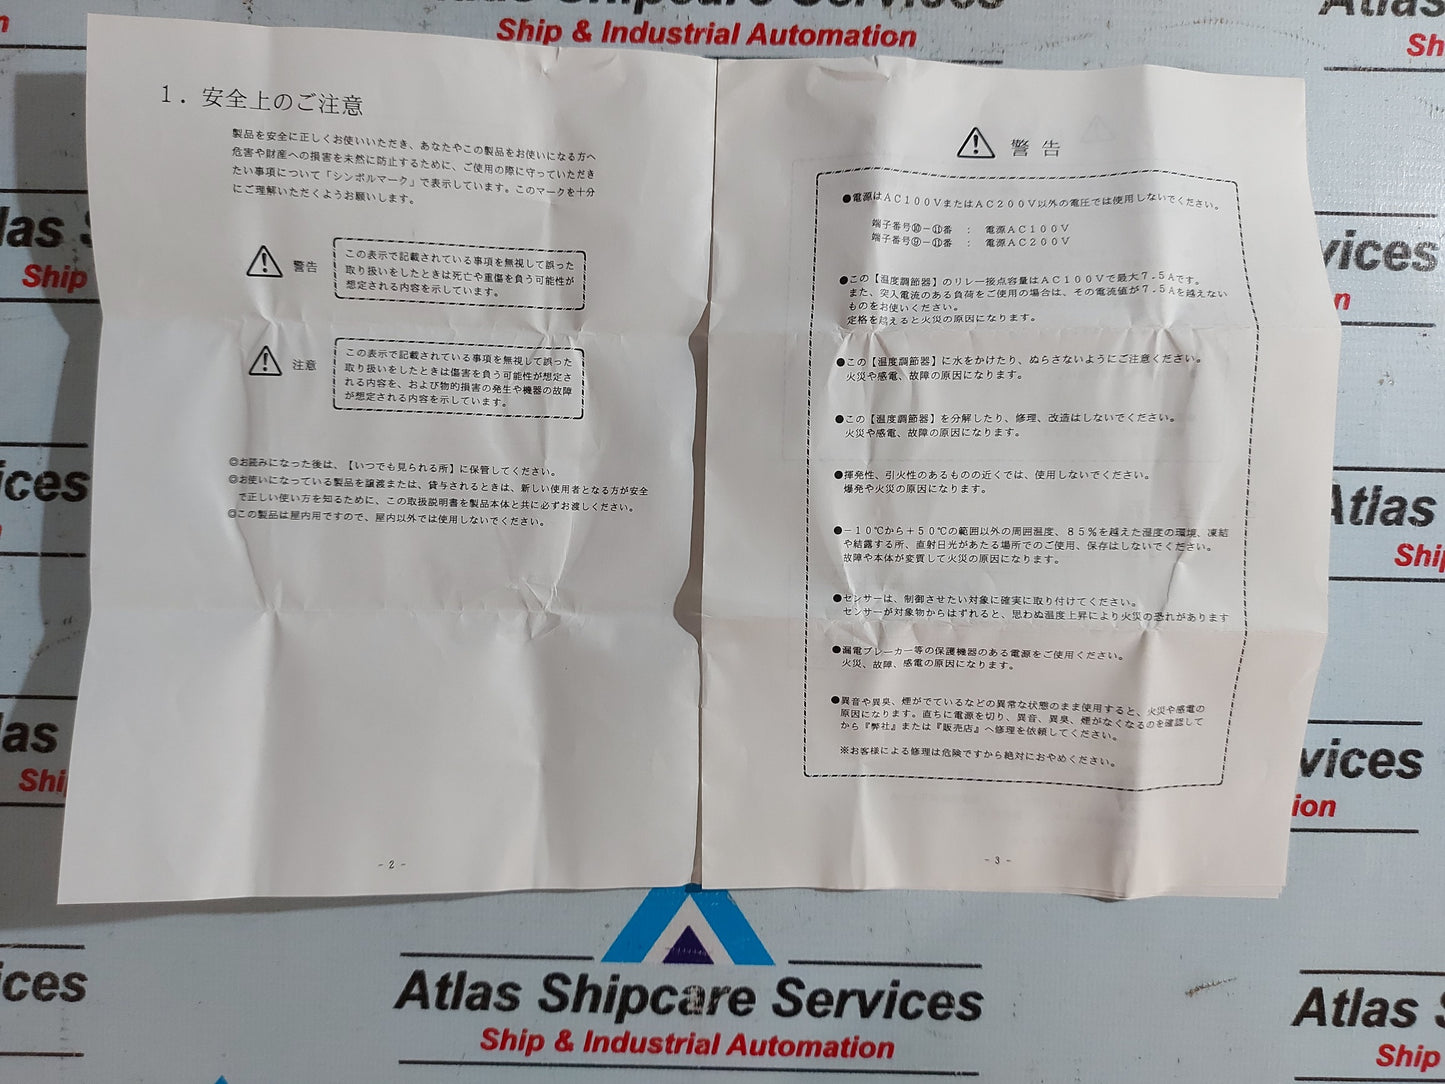 Atlas Shipcare Services
Ship & Industrial Automation
１．安全上のご注意
製品を安全に正しくお使いいただき、あなたやこの製品をお使いになる方へ
危害や財産への損害を未然に防止するために、ご使用の際に守っていただき
たい事項について「シンボルマーク」で表示しています。このマークを十分
にご理解いただくようお願いします。
警告
この表示で記載されている事項を無視して誤った
取り扱いをしたときは死亡や重傷を負う可能性が
想定される内容を示しています。
注意
この表示で記載されている事項を無視して誤った
取り扱いをしたときは傷害を負う可能性が想定さ
れる内容を、および物的損害の発生や機器の故障
が想定される内容を示しています。
◎お読みになった後は、【いつでも見られる所】に保管してください。
◎お使いになっている製品を譲渡または、貸与されるときは、新しい使用者となる方が安全
で正しい使い方を知るために、この取扱説明書を製品本体と共に必ずお渡しください。
◎この製品は屋内用ですので、屋内以外では使用しないでください。
- 2 -
警告
●電源はＡＣ１００ＶまたはＡＣ２００Ｖ以外の電圧では使用しないでください。
端子番号⑩－⑪番 ： 電源ＡＣ１００Ｖ
端子番号⑨－⑪番 ： 電源ＡＣ２００Ｖ
●この【温度調節器】のリレー接点容量はＡＣ１００Ｖで最大７．５Ａです。
また、突入電流のある負荷をご使用の場合は、その電流値が７．５Ａを越えない
ものをお使いください。
定格を越えると火災の原因になります。
●この【温度調節器】に水をかけたり、ぬらさないようにご注意ください。
火災や感電、故障の原因になります。
●この【温度調節器】を分解したり、修理、改造はしないでください。
火災や感電、故障の原因になります。
●揮発性、引火性のあるものの近くでは、使用しないでください。
爆発や火災の原因になります。
●－１０℃から＋５０℃の範囲以外の周囲温度、８５％を越えた湿度の環境、凍結
や結露する所、直射日光があたる場所でのご使用、保存はしないでください。
故障や本体が変質して火災の原因になります。
●センサーは、制御させたい対象に確実に取り付けてください。
センサーが対象物からはずれると、思わぬ温度上昇により火災の恐れがあります
●漏電ブレーカー等の保護機器のある電源をご使用ください。
火災、故障、感電の原因になります。
●異音や異臭、煙がでているなどの異常な状態のまま使用すると、火災や感電の
原因になります。直ちに電源を切り、異音、異臭、煙がなくなるのを確認して
から『弊社』または『販売店』へ修理を依頼してください。
※お客様による修理は危険ですから絶対におやめください。
- 3 -
Atlas Shipcare Services
Ship & Industrial Automation